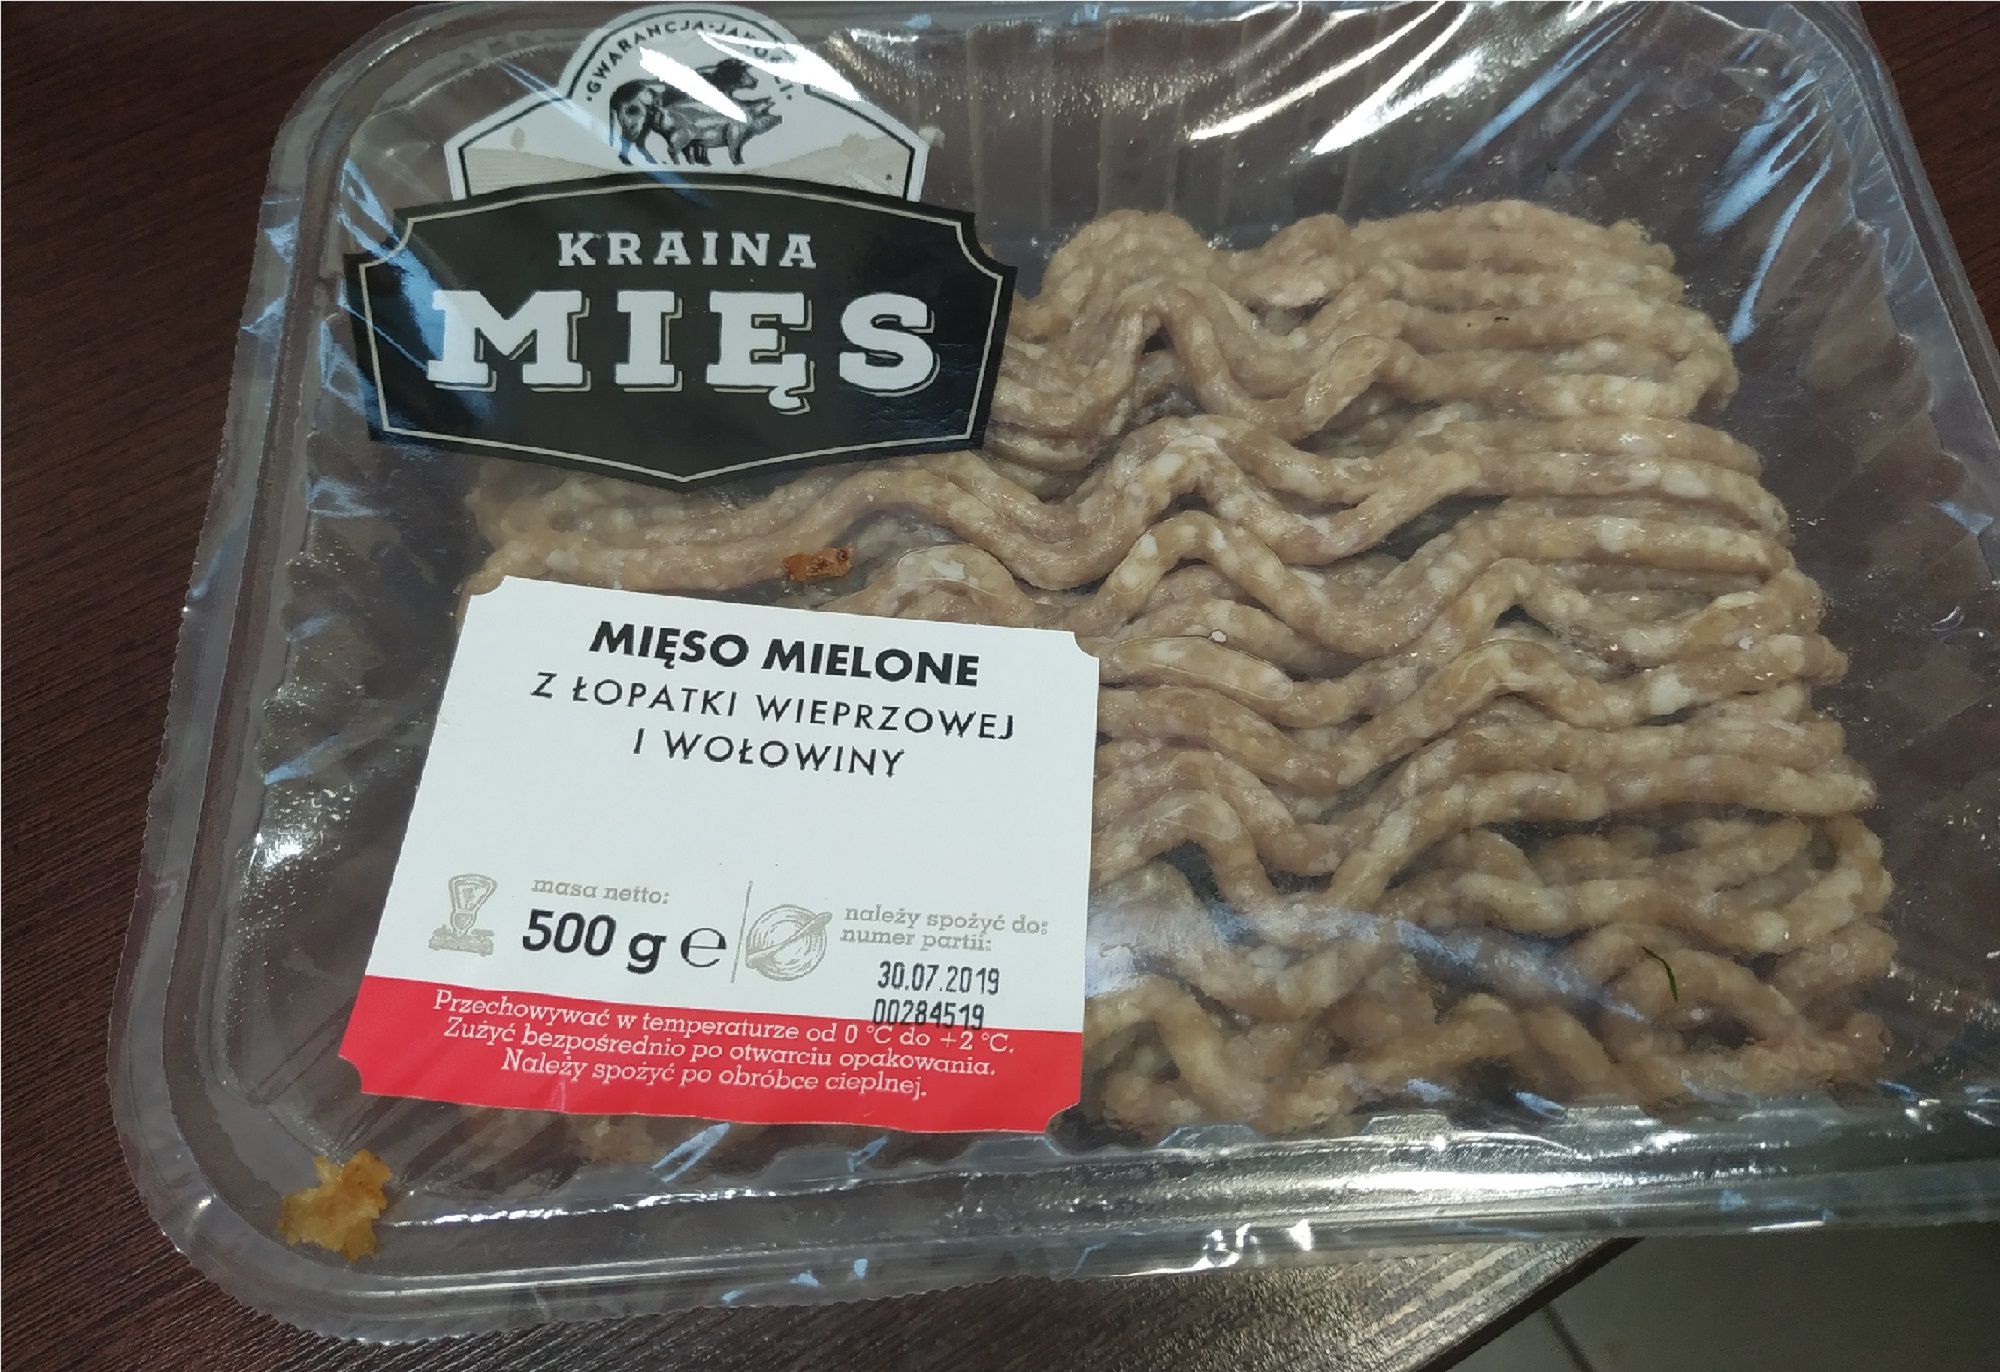 GWARANCJA JAKOŚCI
KRAINA
MIĘS
MIĘSO MIELONE
Z ŁOPATKI WIEPRZOWEJ
I WOŁOWINY
masa netto:
500 g e
należy spożyć do:
numer partii:
30.07.2019
00284519
Przechowywać w temperaturze od 0 °C do +2 °C.
Zużyć bezpośrednio po otwarciu opakowania.
Należy spożyć po obróbce cieplnej.